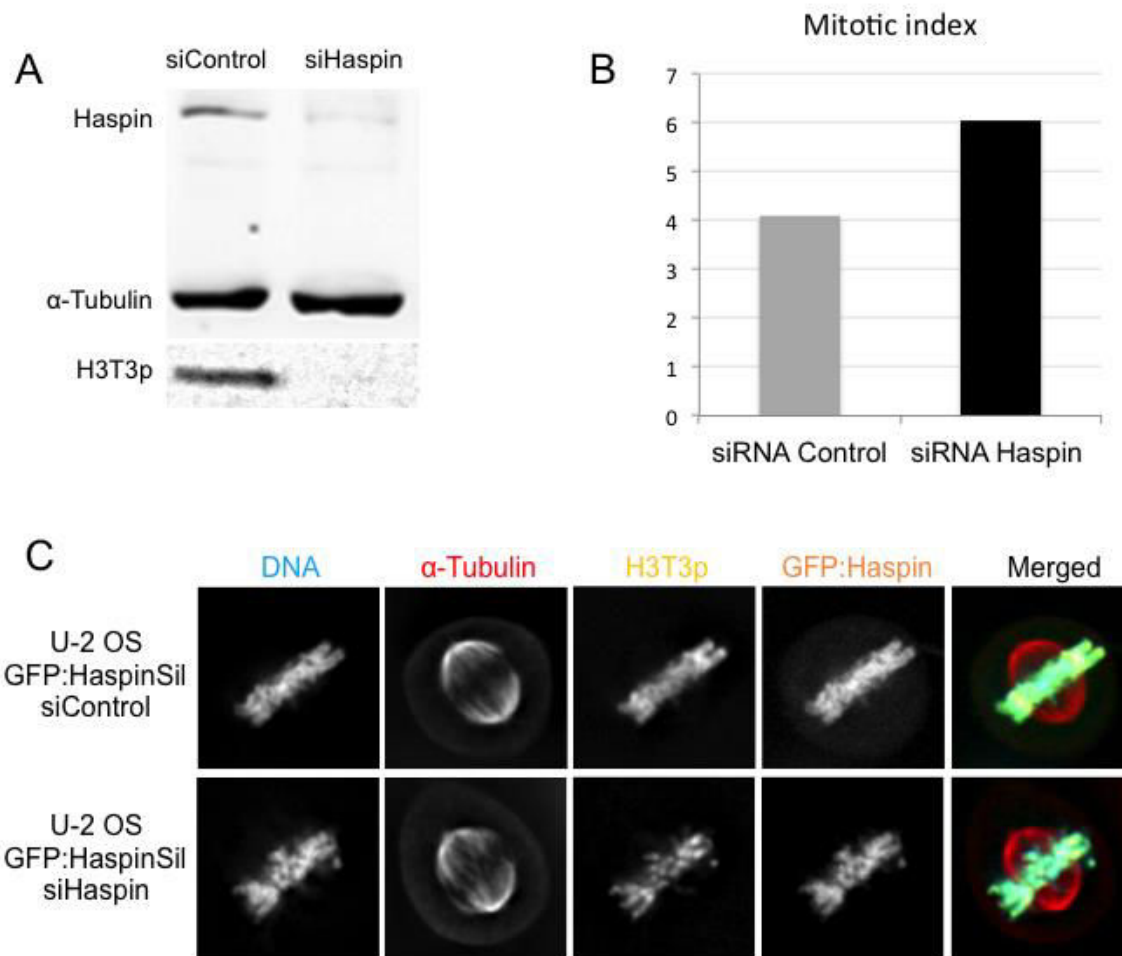 A
siControl siHaspin
Haspin
α-Tubulin
H3T3p
B
Mitotic index
7
6
5
4
3
2
1
0
siRNA Control siRNA Haspin
C
DNA α-Tubulin H3T3p GFP:Haspin Merged
U-2 OS
GFP:HaspinSil
siControl
U-2 OS
GFP:HaspinSil
siHaspin